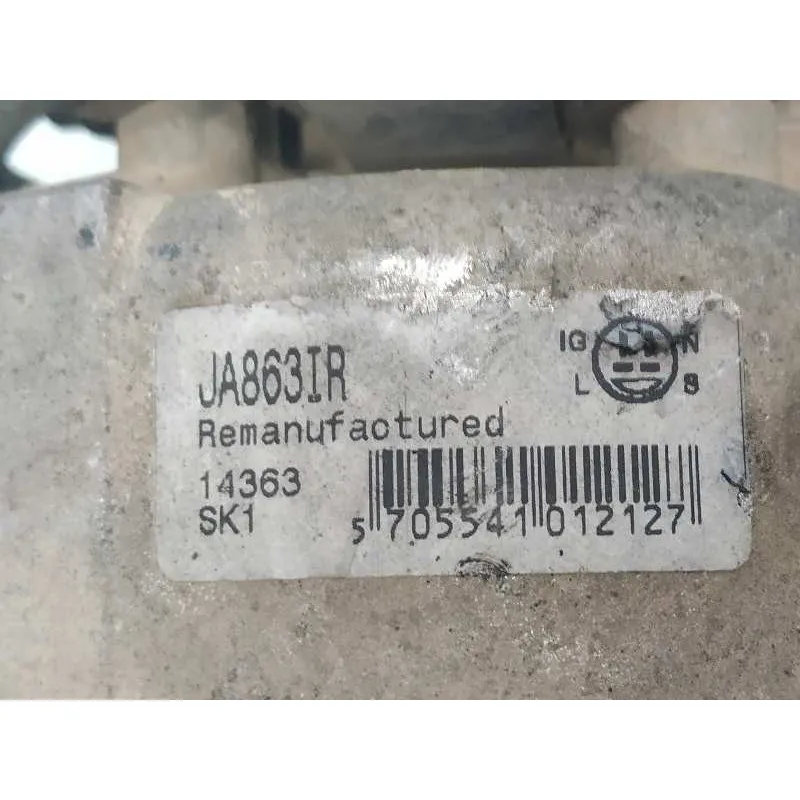 JA863IR
IG N
L S
Remanufactured
14363
SK1
5 705541 012127